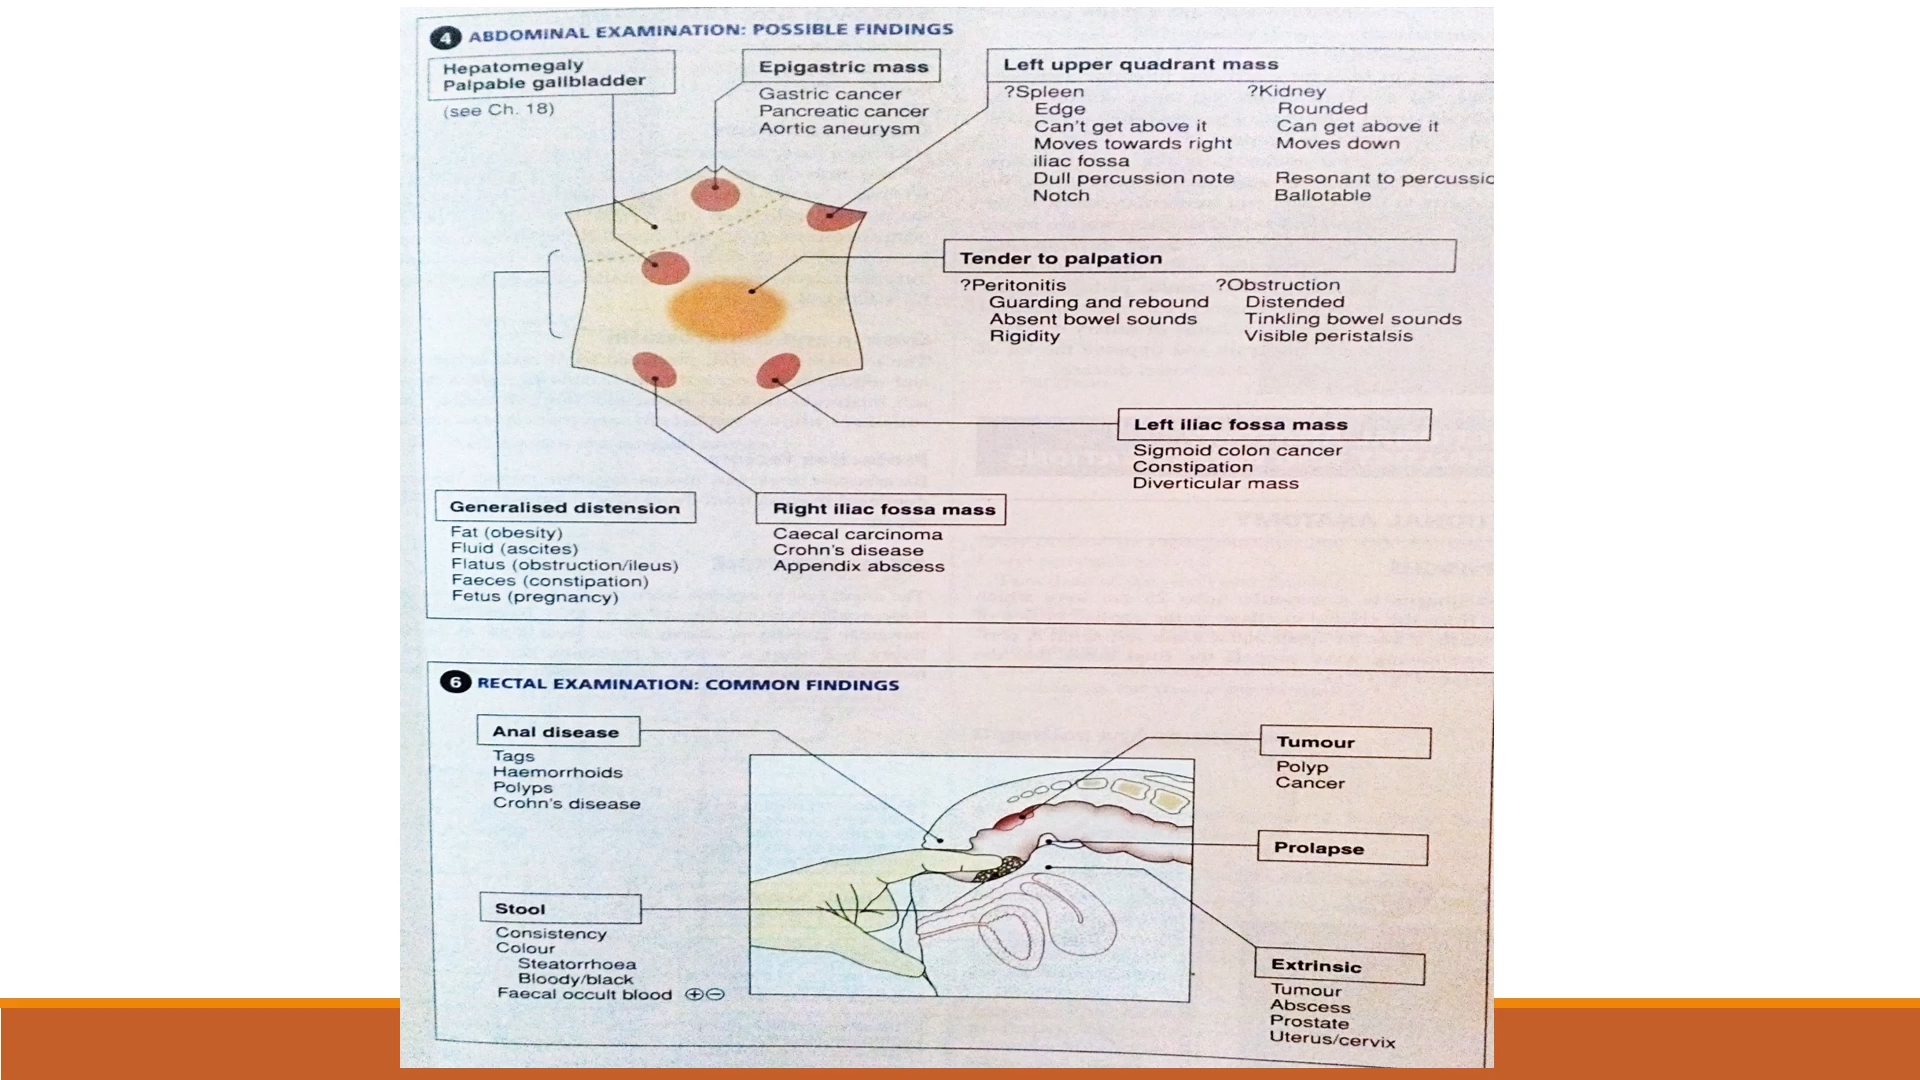 4 ABDOMINAL EXAMINATION: POSSIBLE FINDINGS
Hepatomegaly
Palpable gallbladder
(see Ch. 18)
Epigastric mass
Gastric cancer
Pancreatic cancer
Aortic aneurysm
Left upper quadrant mass
?Spleen
Edge
Can't get above it
Moves towards right
iliac fossa
Dull percussion note
Notch
?Kidney
Rounded
Can get above it
Moves down
Resonant to percussio
Ballotable
Tender to palpation
?Peritonitis
Guarding and rebound
Absent bowel sounds
Rigidity
?Obstruction
Distended
Tinkling bowel sounds
Visible peristalsis
Left iliac fossa mass
Sigmoid colon cancer
Constipation
Diverticular mass
Generalised distension
Fat (obesity)
Fluid (ascites)
Flatus (obstruction/ileus)
Faeces (constipation)
Fetus (pregnancy)
Right iliac fossa mass
Caecal carcinoma
Crohn's disease
Appendix abscess
6 RECTAL EXAMINATION: COMMON FINDINGS
Anal disease
Tags
Haemorrhoids
Polyps
Crohn's disease
Tumour
Polyp
Cancer
Prolapse
Stool
Consistency
Colour
Steatorrhoea
Bloody/black
Faecal occult blood ⊕⊖
Extrinsic
Tumour
Abscess
Prostate
Uterus/cervix